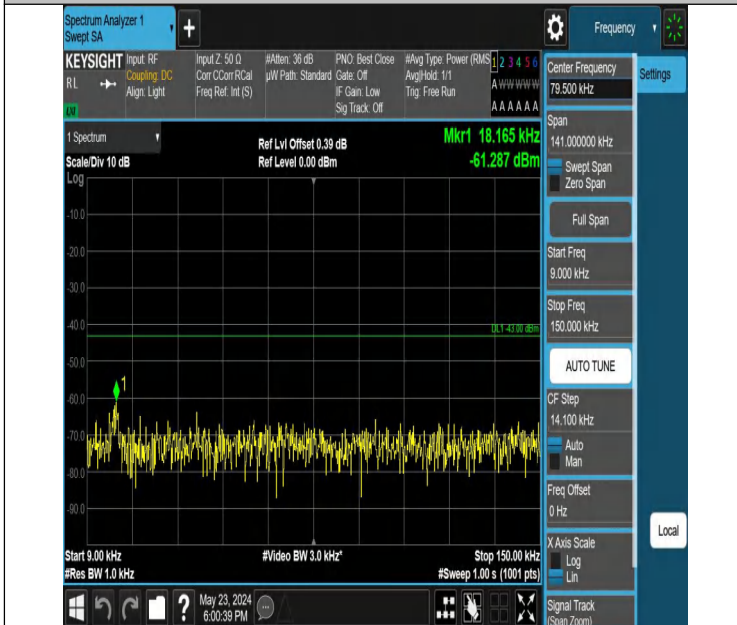 Spectrum Analyzer 1
Swept SA
Frequency
KEYSIGHT
RL
LXI
Input: RF
Coupling: DC
Align: Light
Input Z: 50 Ω
Corr CCorr RCal
Freq Ref: Int (S)
#Atten: 36 dB
µW Path: Standard
PNO: Best Close
Gate: Off
IF Gain: Low
Sig Track: Off
#Avg Type: Power (RMS
Avg|Hold: 1/1
Trig: Free Run
1 2 3 4 5 6
A W W W W W
A A A A A A
Center Frequency
79.500 kHz
Settings
Span
141.000000 kHz
Swept Span
Zero Span
Full Span
Start Freq
9.000 kHz
Stop Freq
150.000 kHz
AUTO TUNE
CF Step
14.100 kHz
Auto
Man
Freq Offset
0 Hz
X Axis Scale
Log
Lin
Signal Track
(Span Zoom)
Local
1 Spectrum
Scale/Div 10 dB
Log
Ref Lvl Offset 0.39 dB
Ref Level 0.00 dBm
Mkr1 18.165 kHz
-61.287 dBm
-10.0
-20.0
-30.0
-40.0
DL1 -43.00 dBm
-50.0
1
-60.0
-70.0
-80.0
-90.0
Start 9.00 kHz
#Video BW 3.0 kHz*
Stop 150.00 kHz
#Res BW 1.0 kHz
#Sweep 1.00 s (1001 pts)
?
May 23, 2024
6:00:39 PM